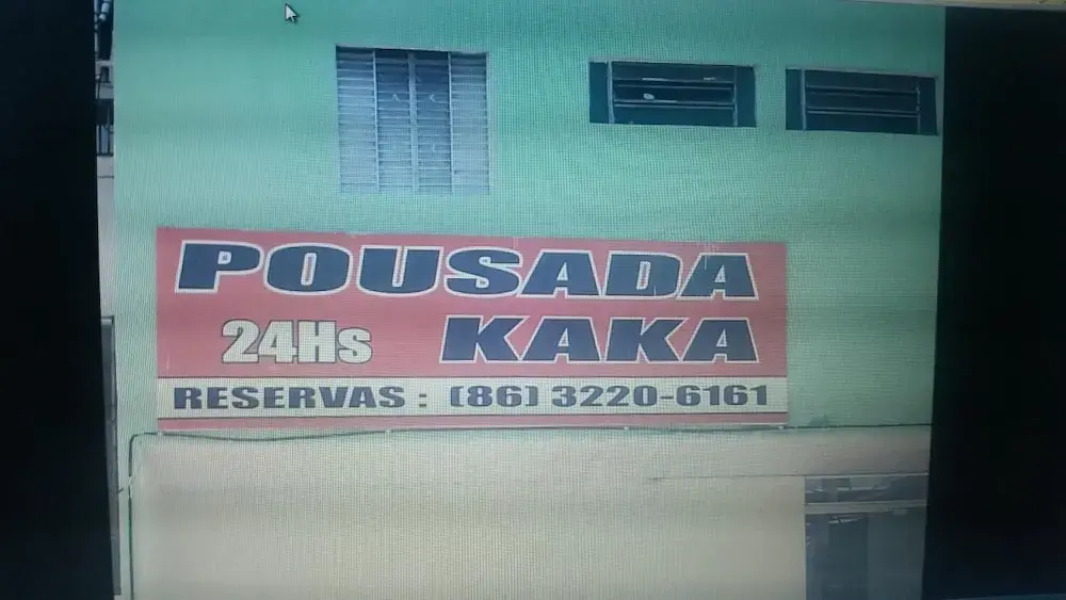 POUSADA
24Hs KAKA
RESERVAS : (86) 3220-6161